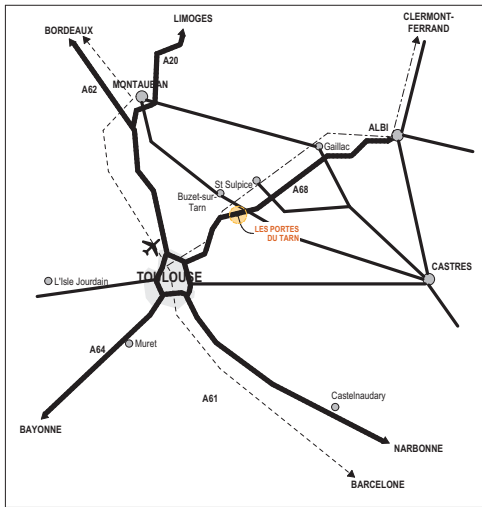 LIMOGES
CLERMONT-
FERRAND
BORDEAUX
A20
A62
MONTAUBAN
ALBI
Gaillac
St Sulpice
A68
Buzet-sur-
Tarn
LES PORTES
DU TARN
TOULOUSE
L'Isle Jourdain
CASTRES
A64
Muret
A61
Castelnaudary
BAYONNE
NARBONNE
BARCELONE